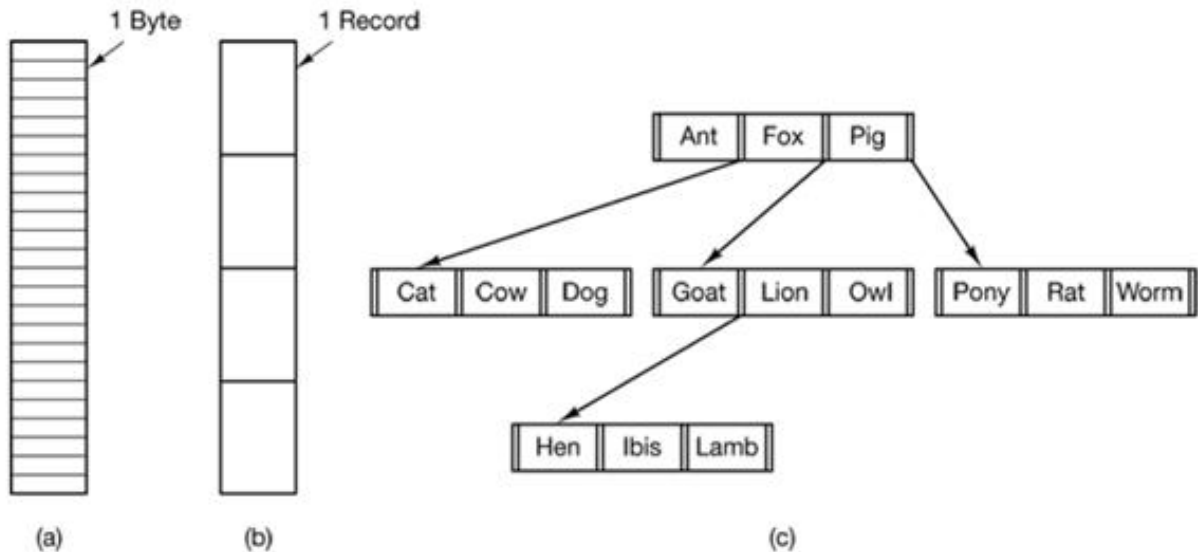 1 Byte
1 Record
Ant Fox Pig
Cat Cow Dog
Goat Lion Owl
Pony Rat Worm
Hen Ibis Lamb
(a)
(b)
(c)